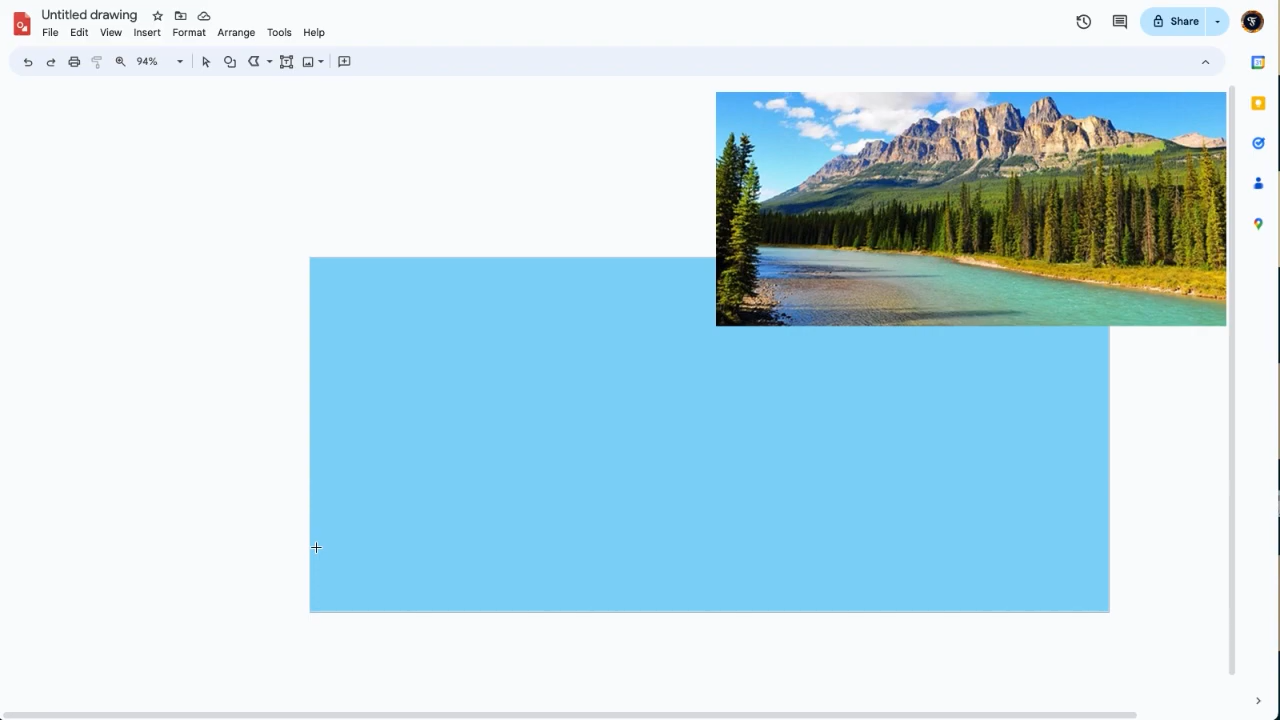 Untitled drawing
File Edit View Insert Format Arrange Tools Help
Share
94%